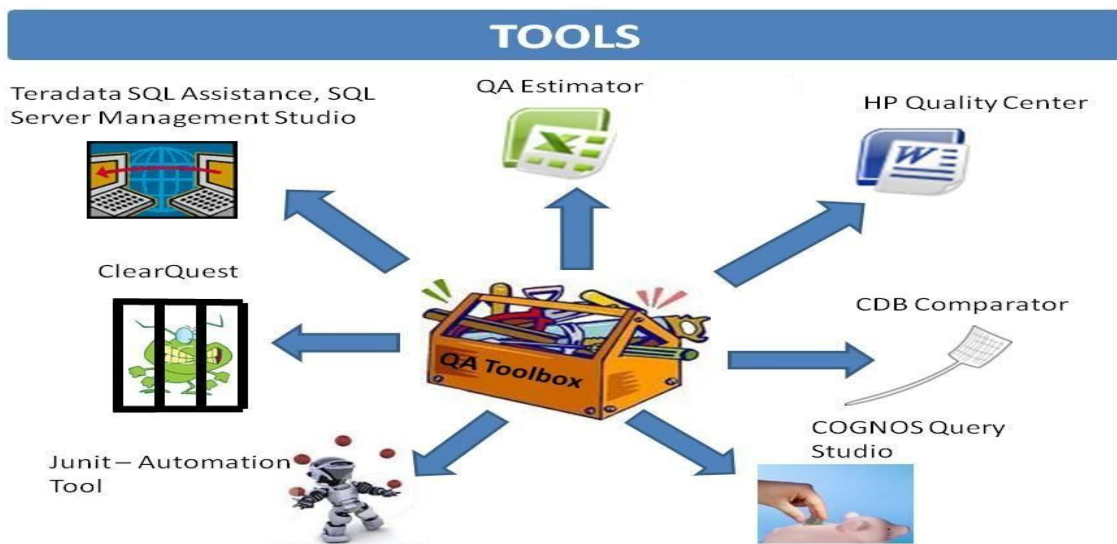 TOOLS
Teradata SQL Assistance, SQL
Server Management Studio
QA Estimator
HP Quality Center
X
W
ClearQuest
CDB Comparator
QA Toolbox
COGNOS Query
Studio
Junit – Automation
Tool